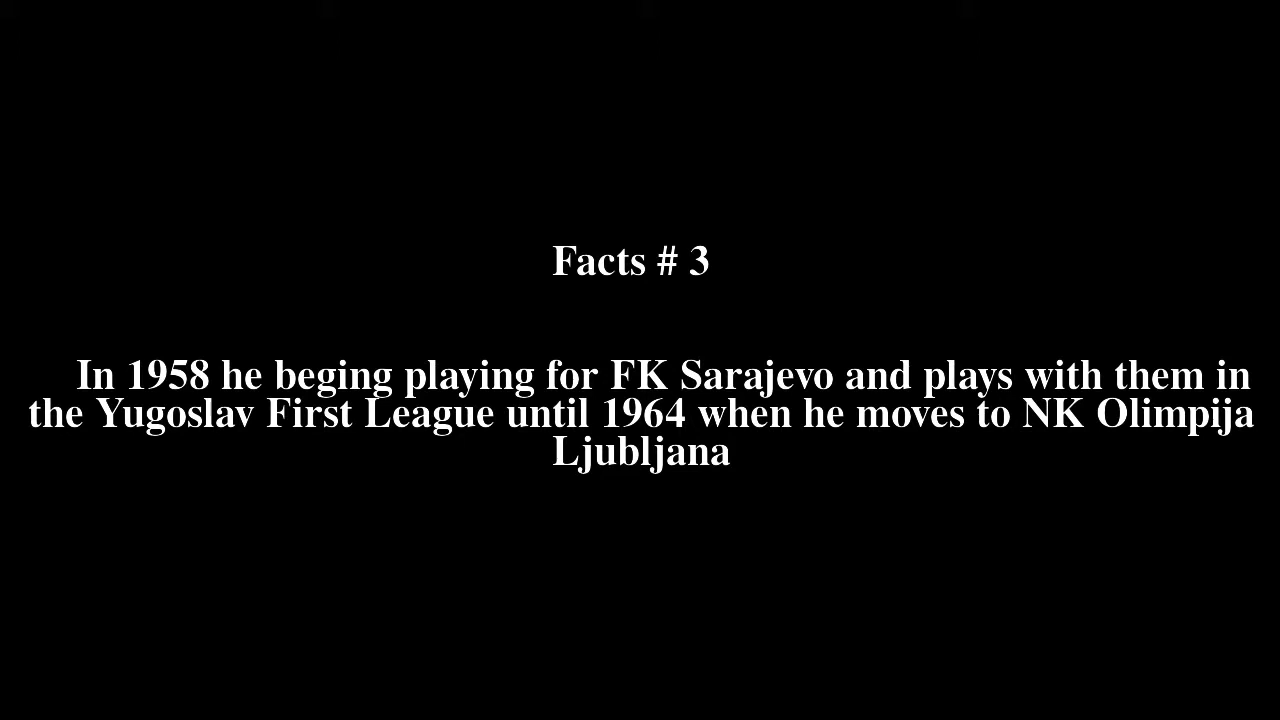 Facts # 3
In 1958 he beging playing for FK Sarajevo and plays with them in
the Yugoslav First League until 1964 when he moves to NK Olimpija
Ljubljana